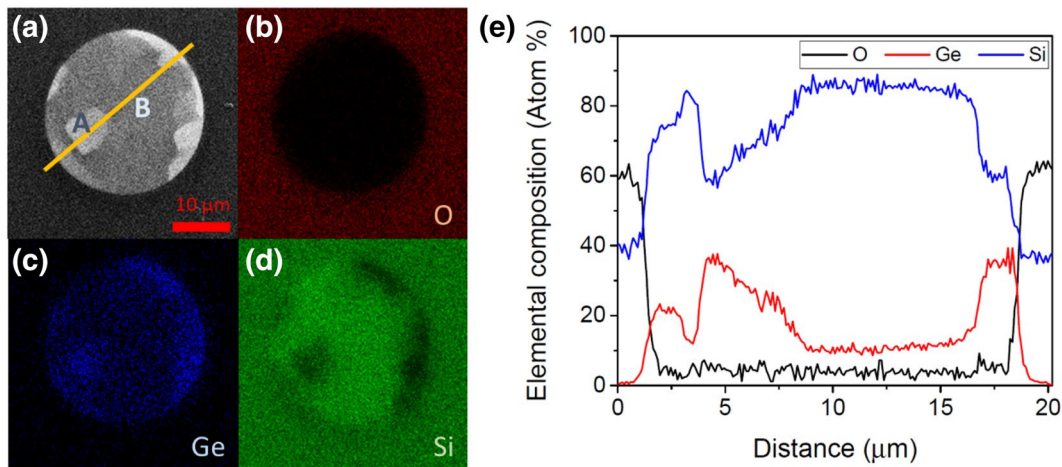 (a)
A
B
10 μm
(b)
O
(c)
Ge
(d)
Si
(e)
O Ge Si
Elemental composition (Atom %)
100
80
60
40
20
0
0 5 10 15 20
Distance (μm)